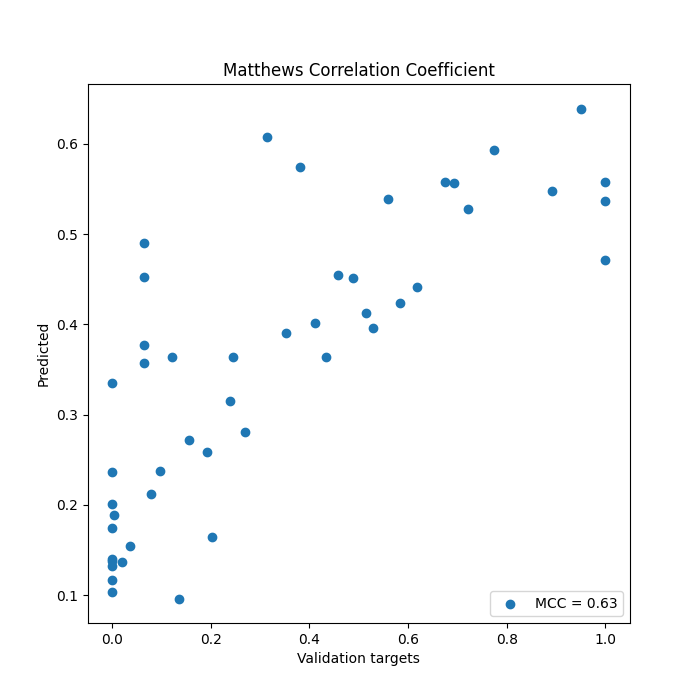 Matthews Correlation Coefficient
0.6
0.5
0.4
0.3
0.2
0.1
Predicted
MCC = 0.63
0.0 0.2 0.4 0.6 0.8 1.0
Validation targets